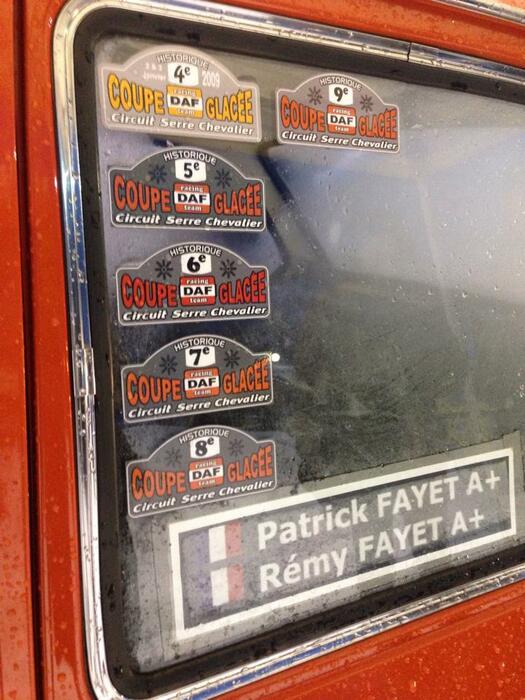 HISTORIQUE
2 & 3 janvier 4e 2009
COUPE racing DAF team GLACÉE
Circuit Serre Chevalier
HISTORIQUE
9e
COUPE racing DAF team GLACÉE
Circuit Serre Chevalier
HISTORIQUE
5e
COUPE racing DAF team GLACÉE
Circuit Serre Chevalier
HISTORIQUE
6e
COUPE racing DAF team GLACÉE
Circuit Serre Chevalier
HISTORIQUE
7e
COUPE racing DAF team GLACÉE
Circuit Serre Chevalier
HISTORIQUE
8e
COUPE racing DAF team GLACÉE
Circuit Serre Chevalier
Patrick FAYET A+
Rémy FAYET A+